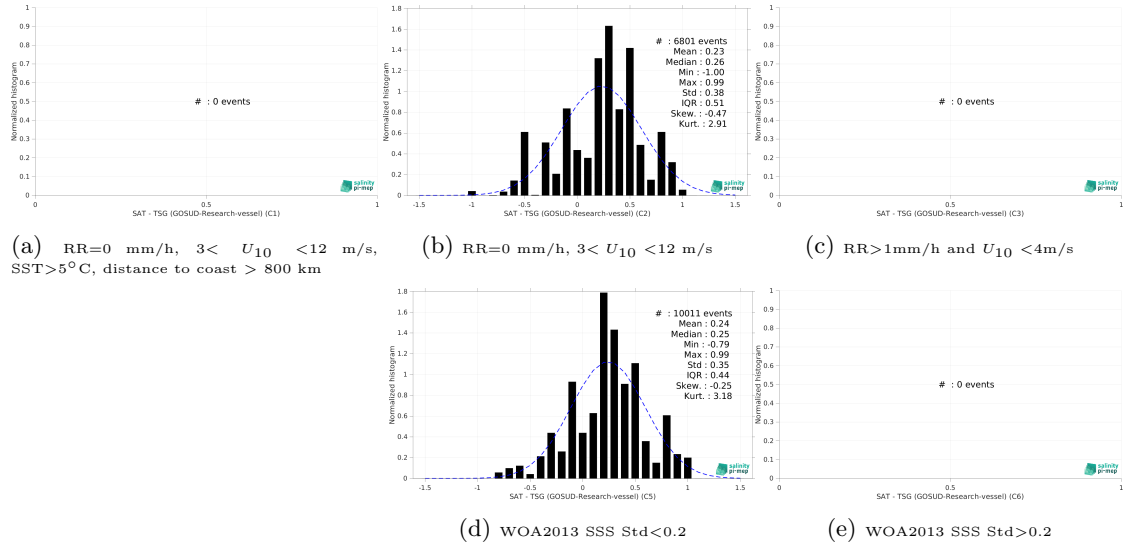 Normalized histogram
1
0.9
0.8
0.7
0.6
0.5
0.4
0.3
0.2
0.1
0
# : 0 events
0 0.5 1
SAT - TSG (GOSUD-Research-vessel) (C1)
salinity
pi-mep
(a) RR=0 mm/h, 3< U10 <12 m/s,
SST>5°C, distance to coast > 800 km
Normalized histogram
1.8
1.6
1.4
1.2
1
0.8
0.6
0.4
0.2
0
# : 6801 events
Mean : 0.23
Median : 0.26
Min : -1.00
Max : 0.99
Std : 0.38
IQR : 0.51
Skew. : -0.47
Kurt. : 2.91
-1.5 -1 -0.5 0 0.5 1 1.5
SAT - TSG (GOSUD-Research-vessel) (C2)
salinity
pi-mep
(b) RR=0 mm/h, 3< U10 <12 m/s
Normalized histogram
1
0.9
0.8
0.7
0.6
0.5
0.4
0.3
0.2
0.1
0
# : 0 events
0 0.5 1
SAT - TSG (GOSUD-Research-vessel) (C3)
salinity
pi-mep
(c) RR>1mm/h and U10 <4m/s
Normalized histogram
1.8
1.6
1.4
1.2
1
0.8
0.6
0.4
0.2
0
# : 10011 events
Mean : 0.24
Median : 0.25
Min : -0.79
Max : 0.99
Std : 0.35
IQR : 0.44
Skew. : -0.25
Kurt. : 3.18
-1.5 -1 -0.5 0 0.5 1 1.5
SAT - TSG (GOSUD-Research-vessel) (C5)
salinity
pi-mep
(d) WOA2013 SSS Std<0.2
Normalized histogram
1
0.9
0.8
0.7
0.6
0.5
0.4
0.3
0.2
0.1
0
# : 0 events
0 0.5 1
SAT - TSG (GOSUD-Research-vessel) (C6)
salinity
pi-mep
(e) WOA2013 SSS Std>0.2